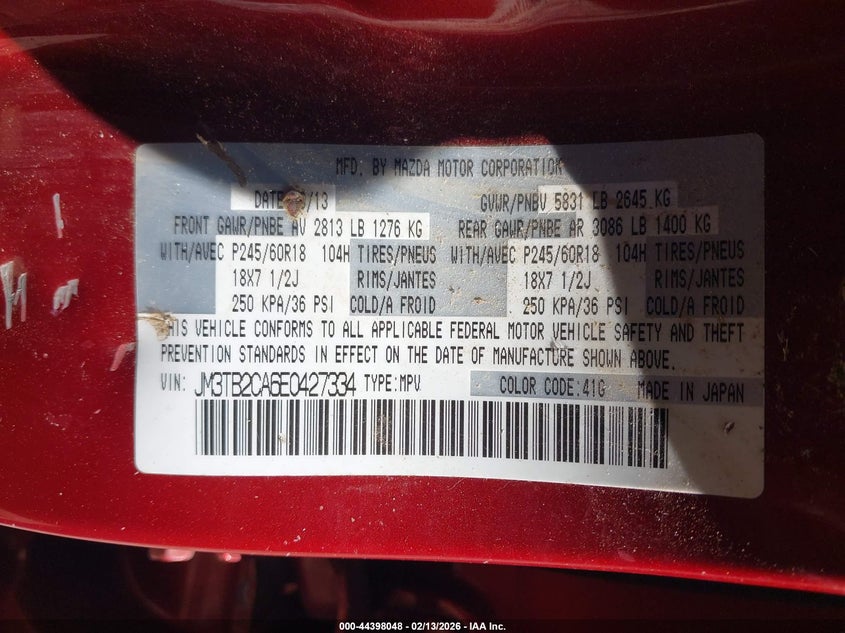 MFD. BY MAZDA MOTOR CORPORATION
DATE /13 GVWR/PNBV 5831 LB 2645 KG
FRONT GAWR/PNBE AV 2813 LB 1276 KG REAR GAWR/PNBE AR 3086 LB 1400 KG
WITH/AVEC P245/60R18 104H TIRES/PNEUS WITH/AVEC P245/60R18 104H TIRES/PNEUS
18X7 1/2J RIMS/JANTES 18X7 1/2J RIMS/JANTES
250 KPA/36 PSI COLD/A FROID 250 KPA/36 PSI COLD/A FROID
THIS VEHICLE CONFORMS TO ALL APPLICABLE FEDERAL MOTOR VEHICLE SAFETY AND THEFT
PREVENTION STANDARDS IN EFFECT ON THE DATE OF MANUFACTURE SHOWN ABOVE.
VIN: JM3TB2CA6E0427334 TYPE:MPV COLOR CODE:41G MADE IN JAPAN
000-44398048 - 02/13/2026 - IAA Inc.